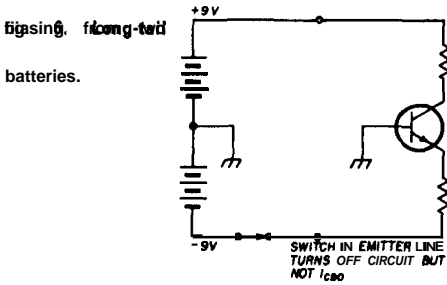 batteries.
+9V
-9V
SWITCH IN EMITTER LINE
TURNS OFF CIRCUIT BUT
NOT ICBO